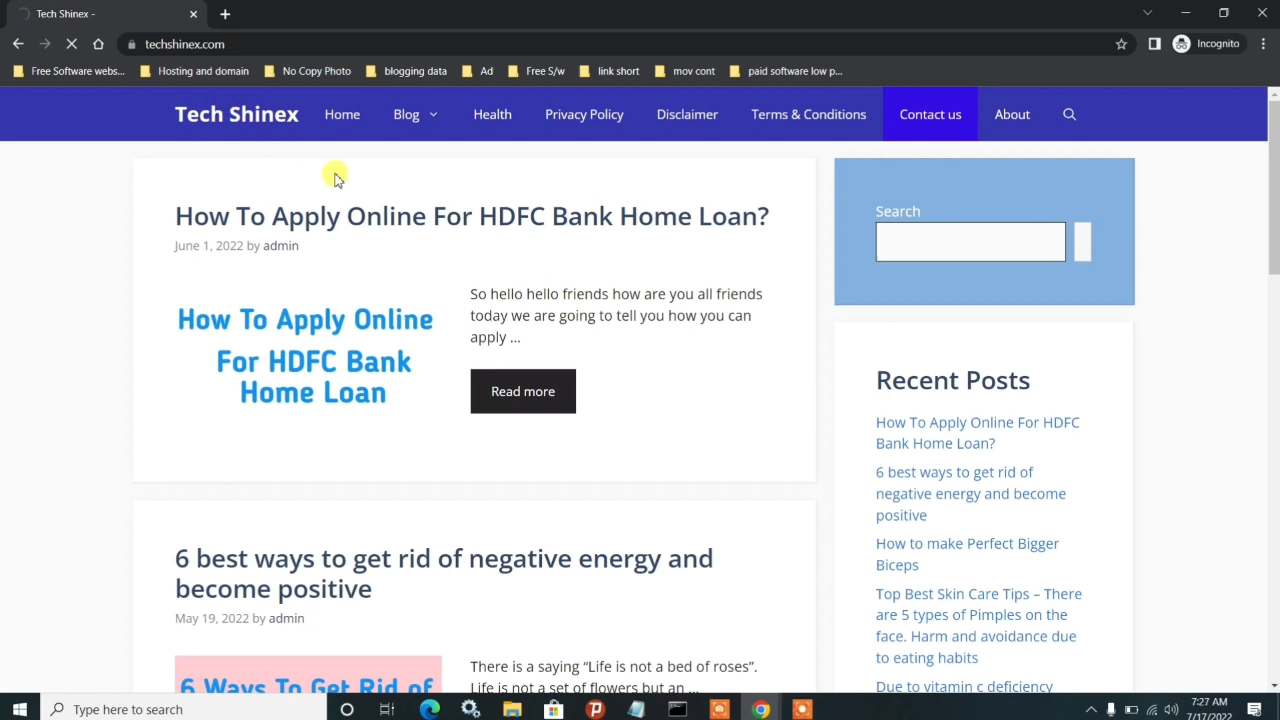 Tech Shinex -
techshinex.com
Incognito
Free Software webs...
Hosting and domain
No Copy Photo
blogging data
Ad
Free S/w
link short
mov cont
paid software low p...
Tech Shinex
Home
Blog
Health
Privacy Policy
Disclaimer
Terms & Conditions
Contact us
About
How To Apply Online For HDFC Bank Home Loan?
June 1, 2022 by admin
How To Apply Online
For HDFC Bank
Home Loan
So hello hello friends how are you all friends
today we are going to tell you how you can
apply ...
Read more
6 best ways to get rid of negative energy and
become positive
May 19, 2022 by admin
6 Ways To Get Rid of
There is a saying “Life is not a bed of roses”.
Life is not a set of flowers but an ...
Search
Recent Posts
How To Apply Online For HDFC
Bank Home Loan?
6 best ways to get rid of
negative energy and become
positive
How to make Perfect Bigger
Biceps
Top Best Skin Care Tips – There
are 5 types of Pimples on the
face. Harm and avoidance due
to eating habits
Due to vitamin c deficiency
Type here to search
7:27 AM
7/17/2022